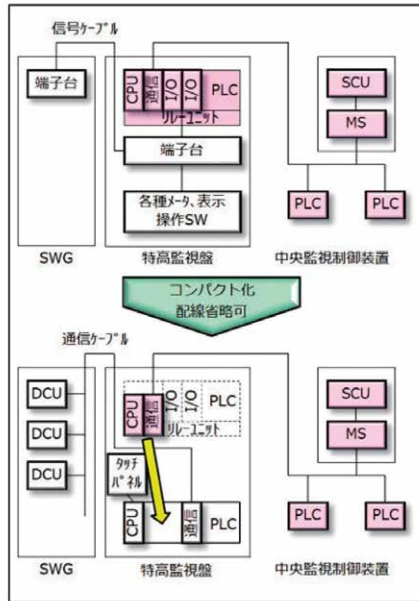 信号ケーブル
端子台
CPU
通信
I/O
I/O
PLC
リレーユニット
端子台
各種メータ、表示
操作SW
SCU
MS
PLC
PLC
SWG
特高監視盤
中央監視制御装置
コンパクト化
配線省略可
通信ケーブル
DCU
DCU
DCU
CPU
通信
I/O
I/O
PLC
リレーユニット
タッチ
パネル
CPU
通信
PLC
SCU
MS
PLC
PLC
SWG
特高監視盤
中央監視制御装置